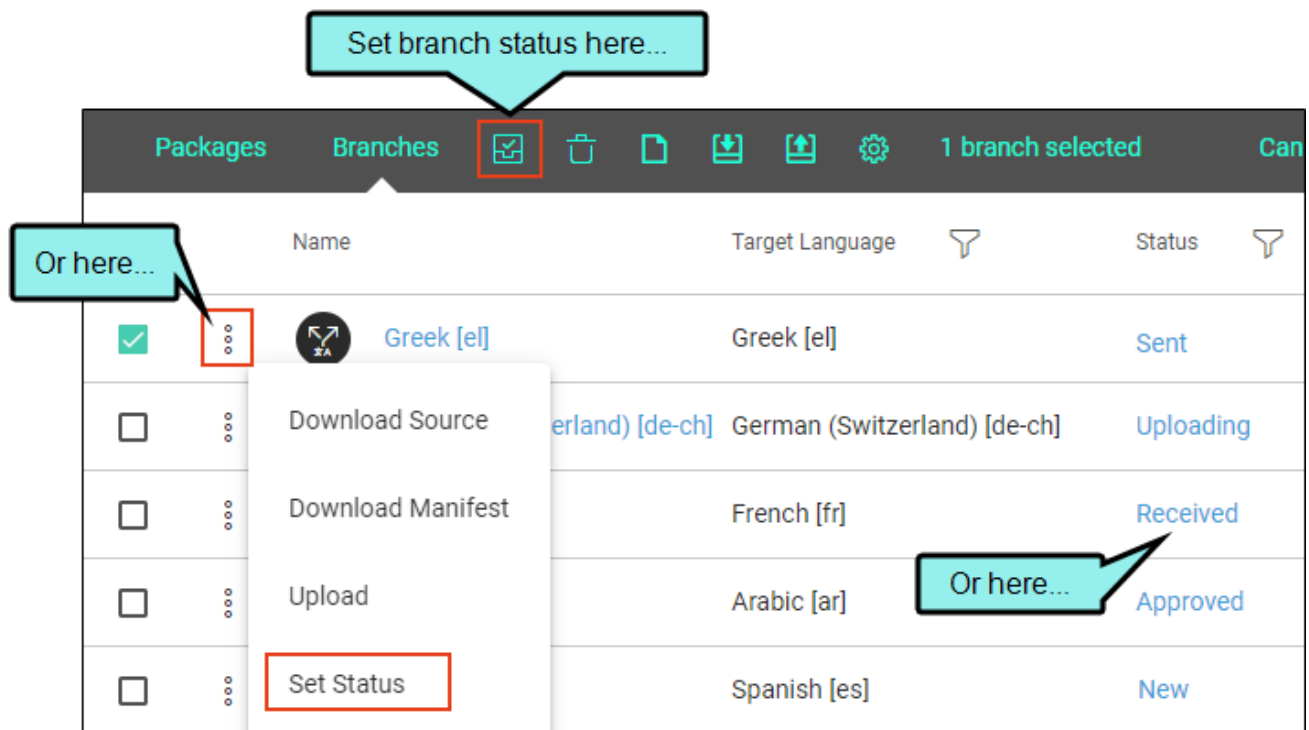 Set branch status here...
Packages Branches 1 branch selected Can
Name Target Language Status
Or here...
Greek [el] Greek [el] Sent
Download Source erland) [de-ch] German (Switzerland) [de-ch] Uploading
Download Manifest French [fr] Received
Or here...
Upload Arabic [ar] Approved
Set Status Spanish [es] New